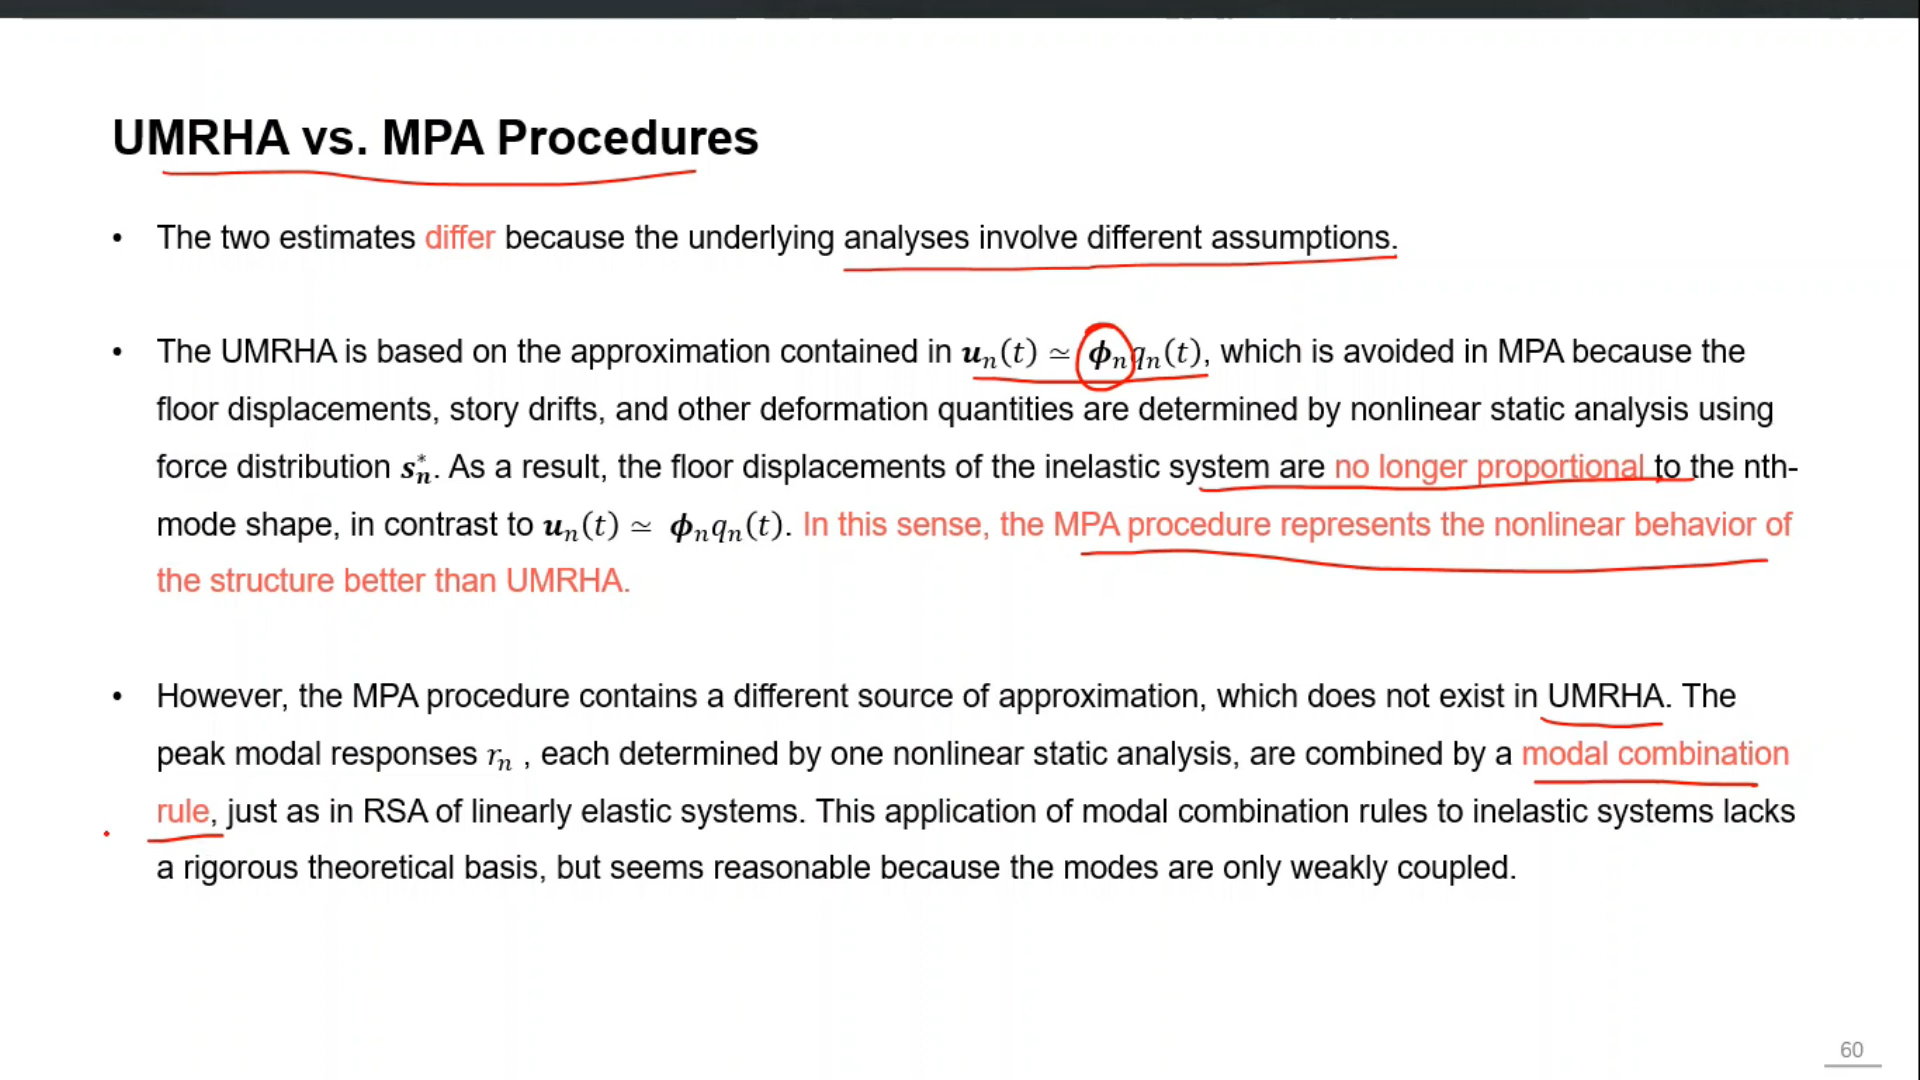 UMRHA vs. MPA Procedures
• The two estimates differ because the underlying analyses involve different assumptions.
• The UMRHA is based on the approximation contained in 𝒖ₙ(t) ≃ 𝝓ₙqₙ(t), which is avoided in MPA because the
floor displacements, story drifts, and other deformation quantities are determined by nonlinear static analysis using
force distribution 𝒔ₙ*. As a result, the floor displacements of the inelastic system are no longer proportional to the nth-
mode shape, in contrast to 𝒖ₙ(t) ≃ 𝝓ₙqₙ(t). In this sense, the MPA procedure represents the nonlinear behavior of
the structure better than UMRHA.
• However, the MPA procedure contains a different source of approximation, which does not exist in UMRHA. The
peak modal responses rₙ , each determined by one nonlinear static analysis, are combined by a modal combination
rule, just as in RSA of linearly elastic systems. This application of modal combination rules to inelastic systems lacks
a rigorous theoretical basis, but seems reasonable because the modes are only weakly coupled.
60